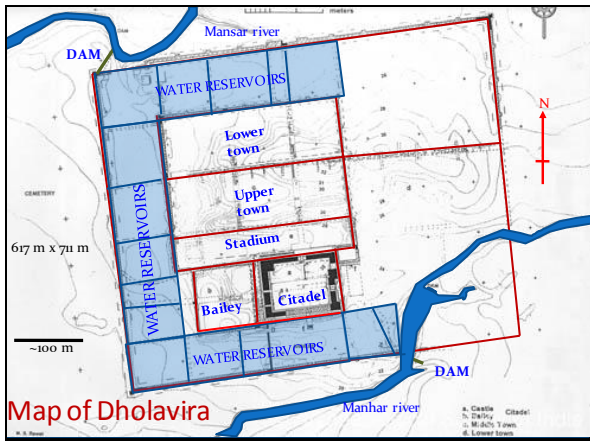 meters
Mansar river
DAM
WATER RESERVOIRS
Lower
town
N
CEMETERY
Upper
town
WATER RESERVOIRS
Stadium
617 m x 711 m
Bailey
Citadel
~100 m
WATER RESERVOIRS
DAM
Map of Dholavira
Manhar river
a. Castle
b. Bailey
Citadel
c. Middle Town
d. Lower town